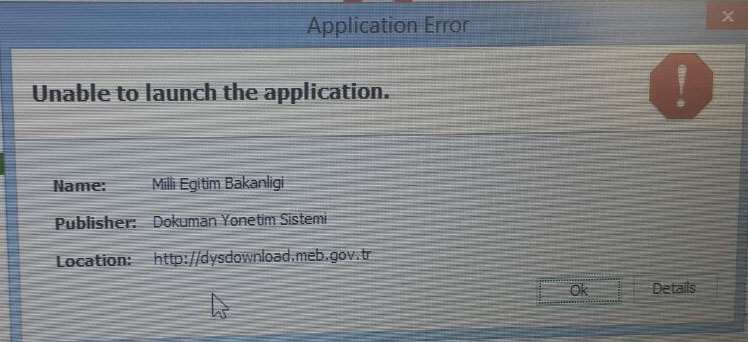 Application Error
Unable to launch the application.
Name: Milli Egitim Bakanligi
Publisher: Dokuman Yonetim Sistemi
Location: http://dysdownload.meb.gov.tr
Ok Details